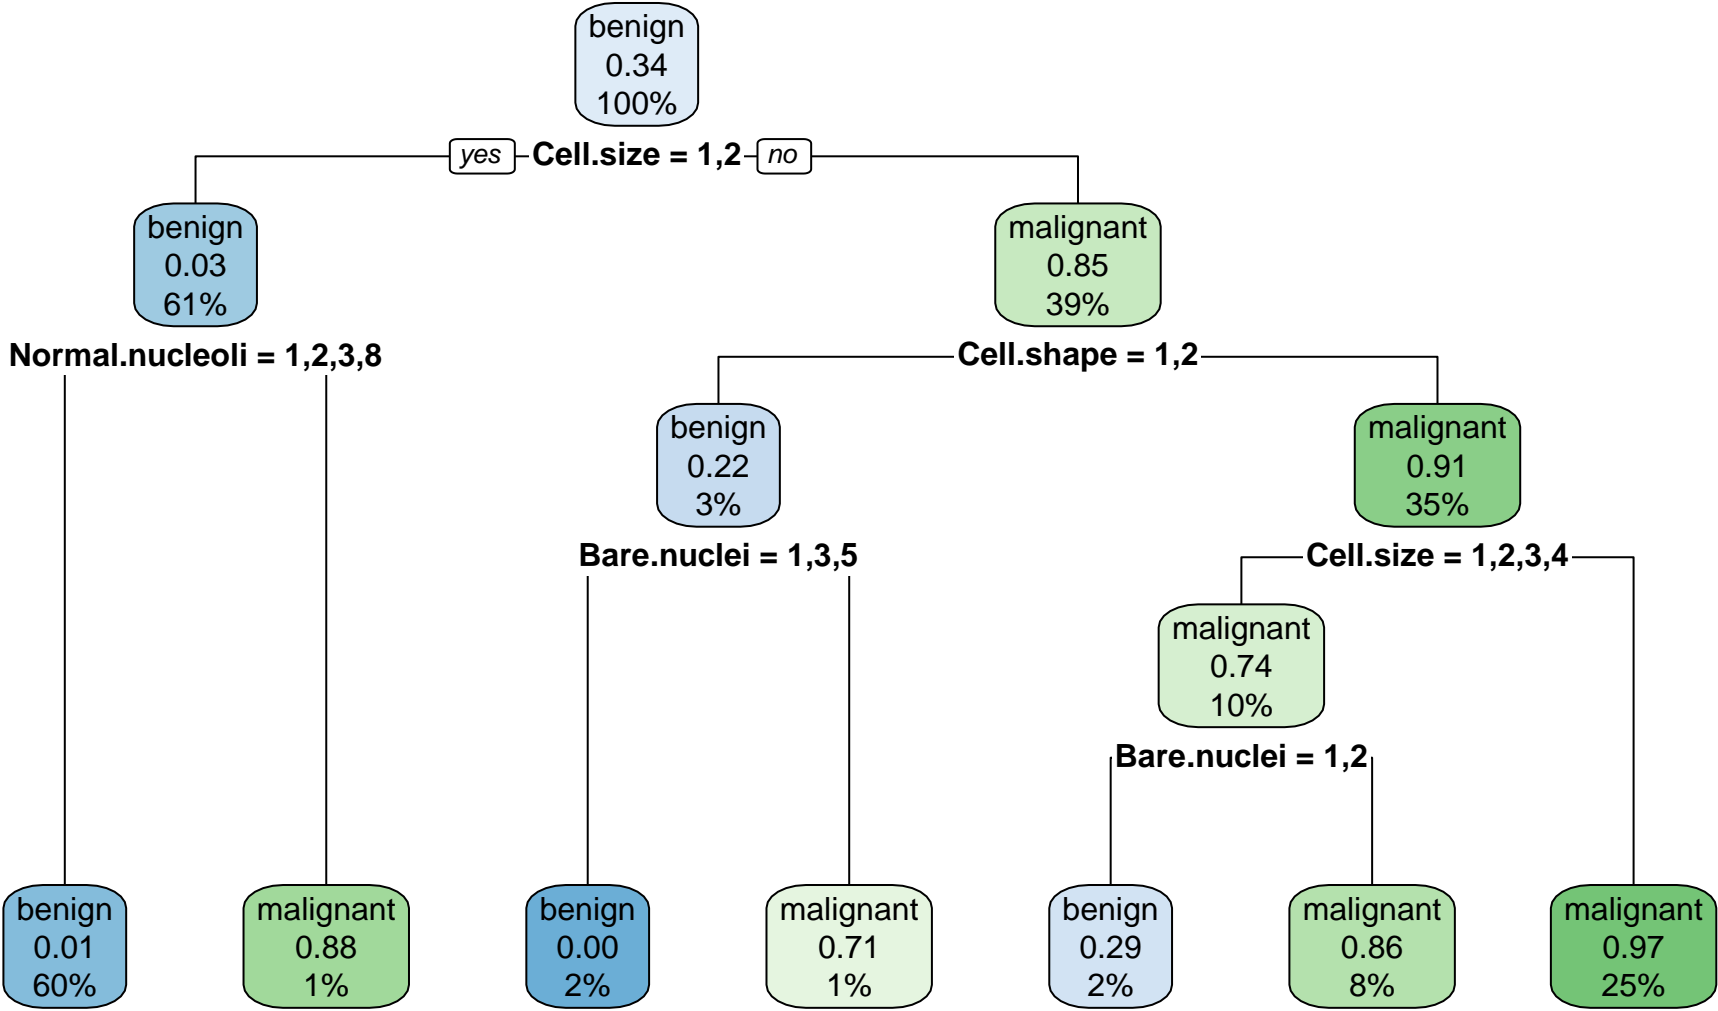 benign
0.34
100%
yes Cell.size = 1,2 no
benign
0.03
61%
malignant
0.85
39%
Normal.nucleoli = 1,2,3,8
Cell.shape = 1,2
benign
0.22
3%
malignant
0.91
35%
Bare.nuclei = 1,3,5
Cell.size = 1,2,3,4
malignant
0.74
10%
Bare.nuclei = 1,2
benign
0.01
60%
malignant
0.88
1%
benign
0.00
2%
malignant
0.71
1%
benign
0.29
2%
malignant
0.86
8%
malignant
0.97
25%